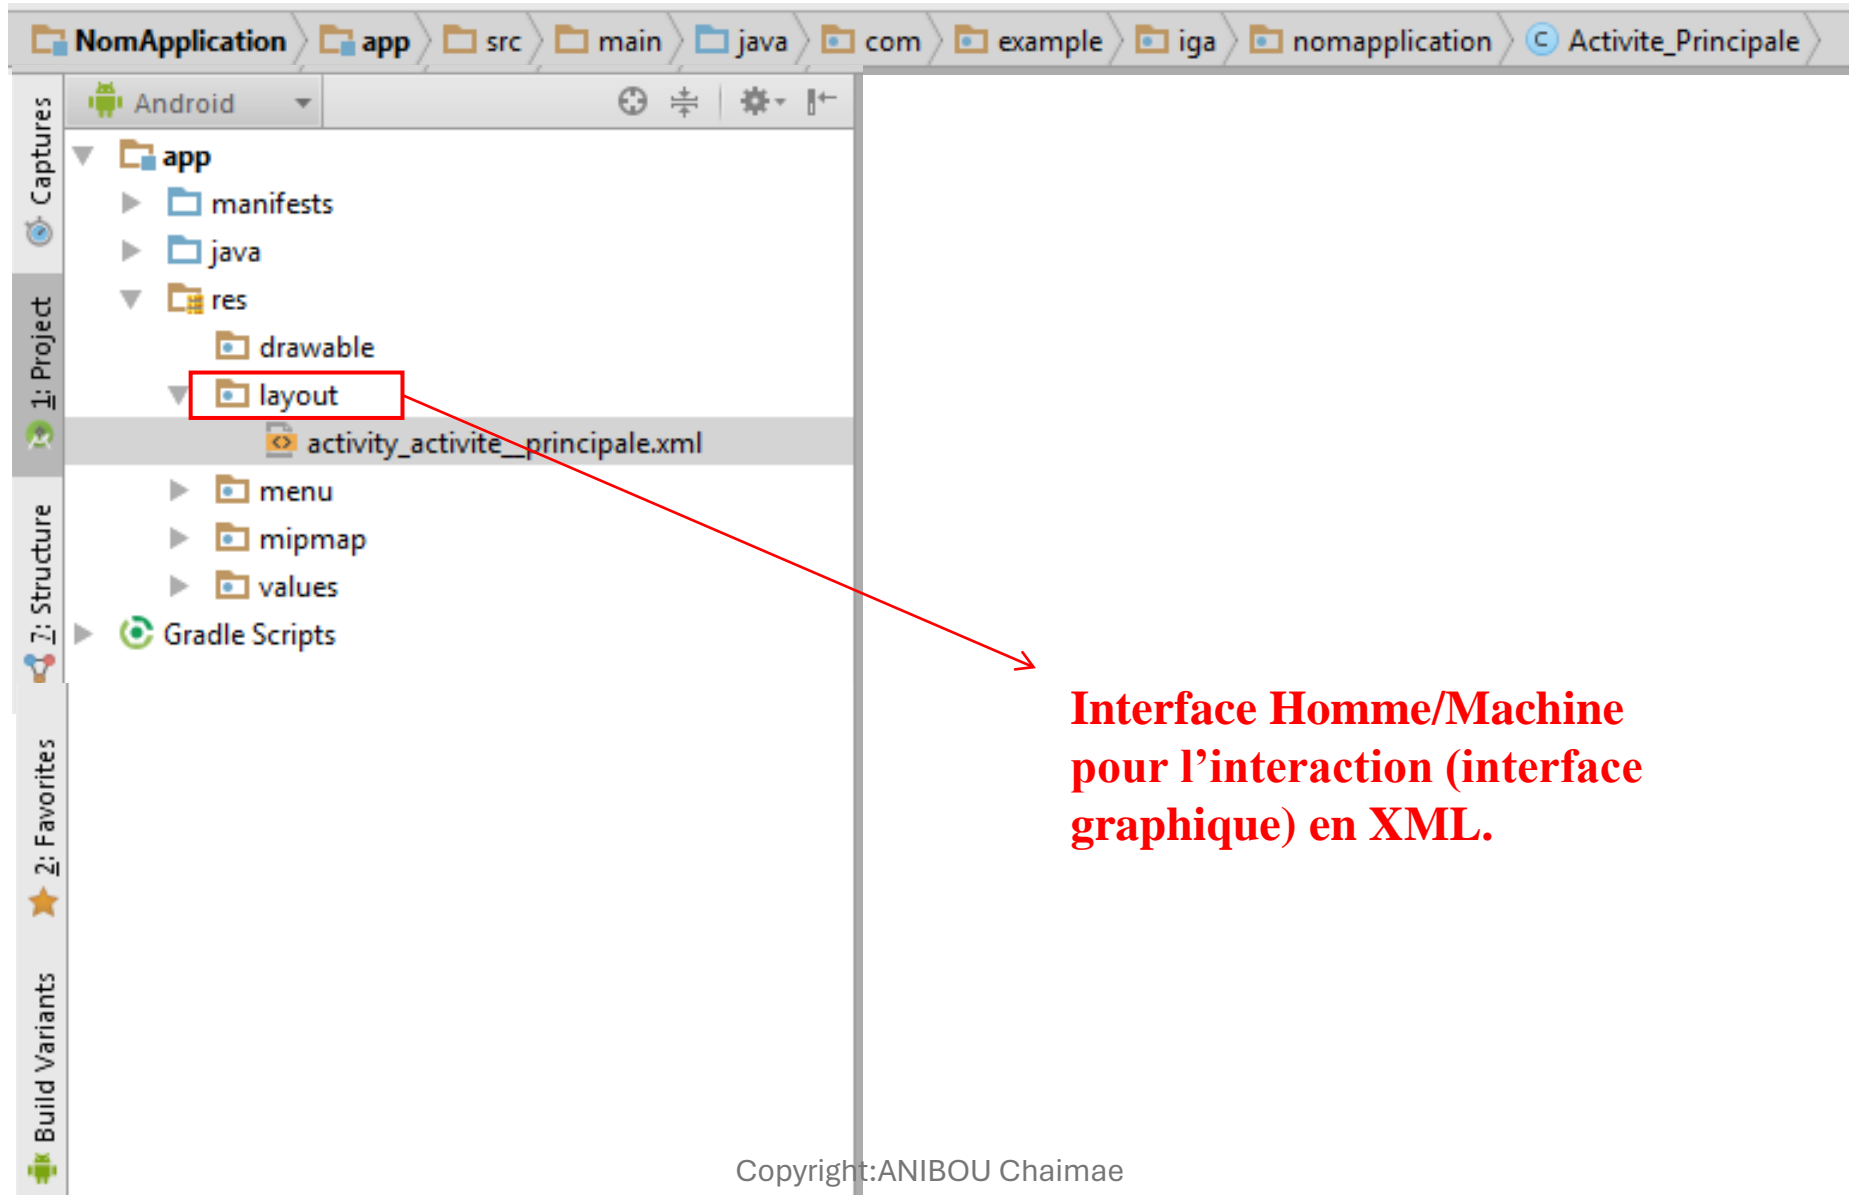 NomApplication app src main java com example iga nomapplication Activite_Principale
Captures
1: Project
7: Structure
2: Favorites
Build Variants
Android
app
manifests
java
res
drawable
layout
activity_activite__principale.xml
menu
mipmap
values
Gradle Scripts
Interface Homme/Machine
pour l’interaction (interface
graphique) en XML.
Copyright:ANIBOU Chaimae